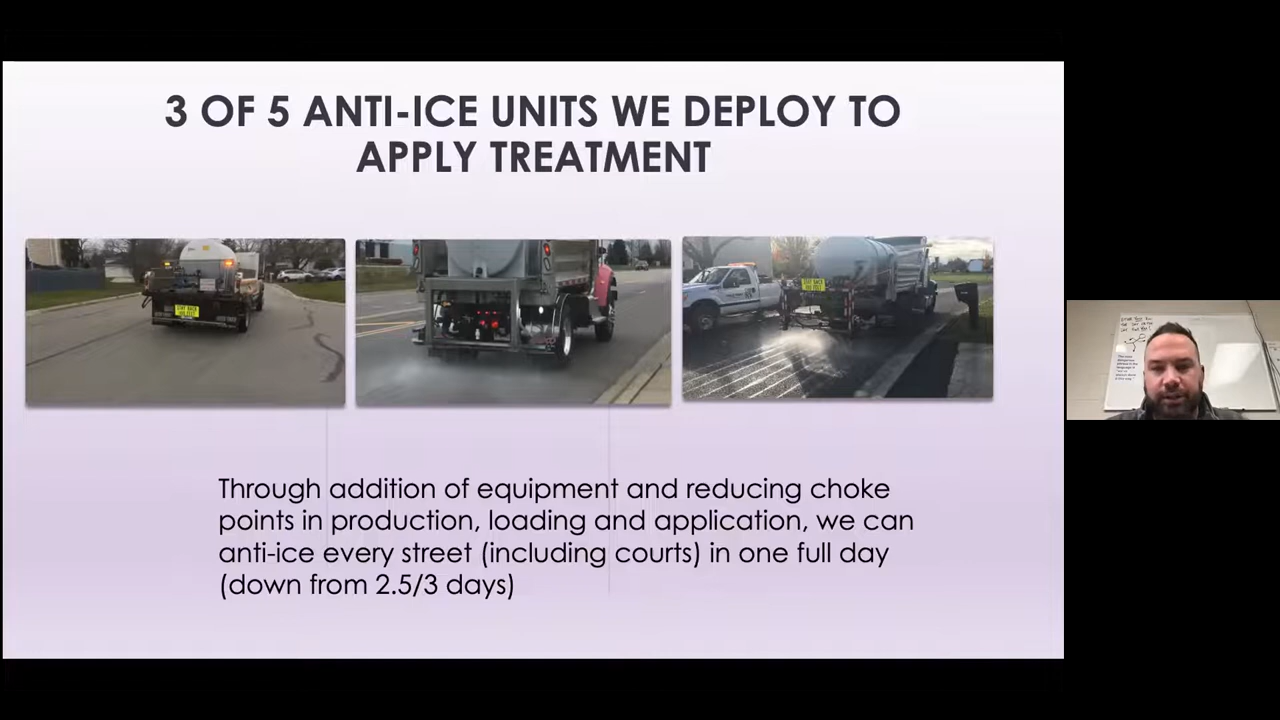 3 OF 5 ANTI-ICE UNITS WE DEPLOY TO
APPLY TREATMENT
STAY BACK
Through addition of equipment and reducing choke
points in production, loading and application, we can
anti-ice every street (including courts) in one full day
(down from 2.5/3 days)